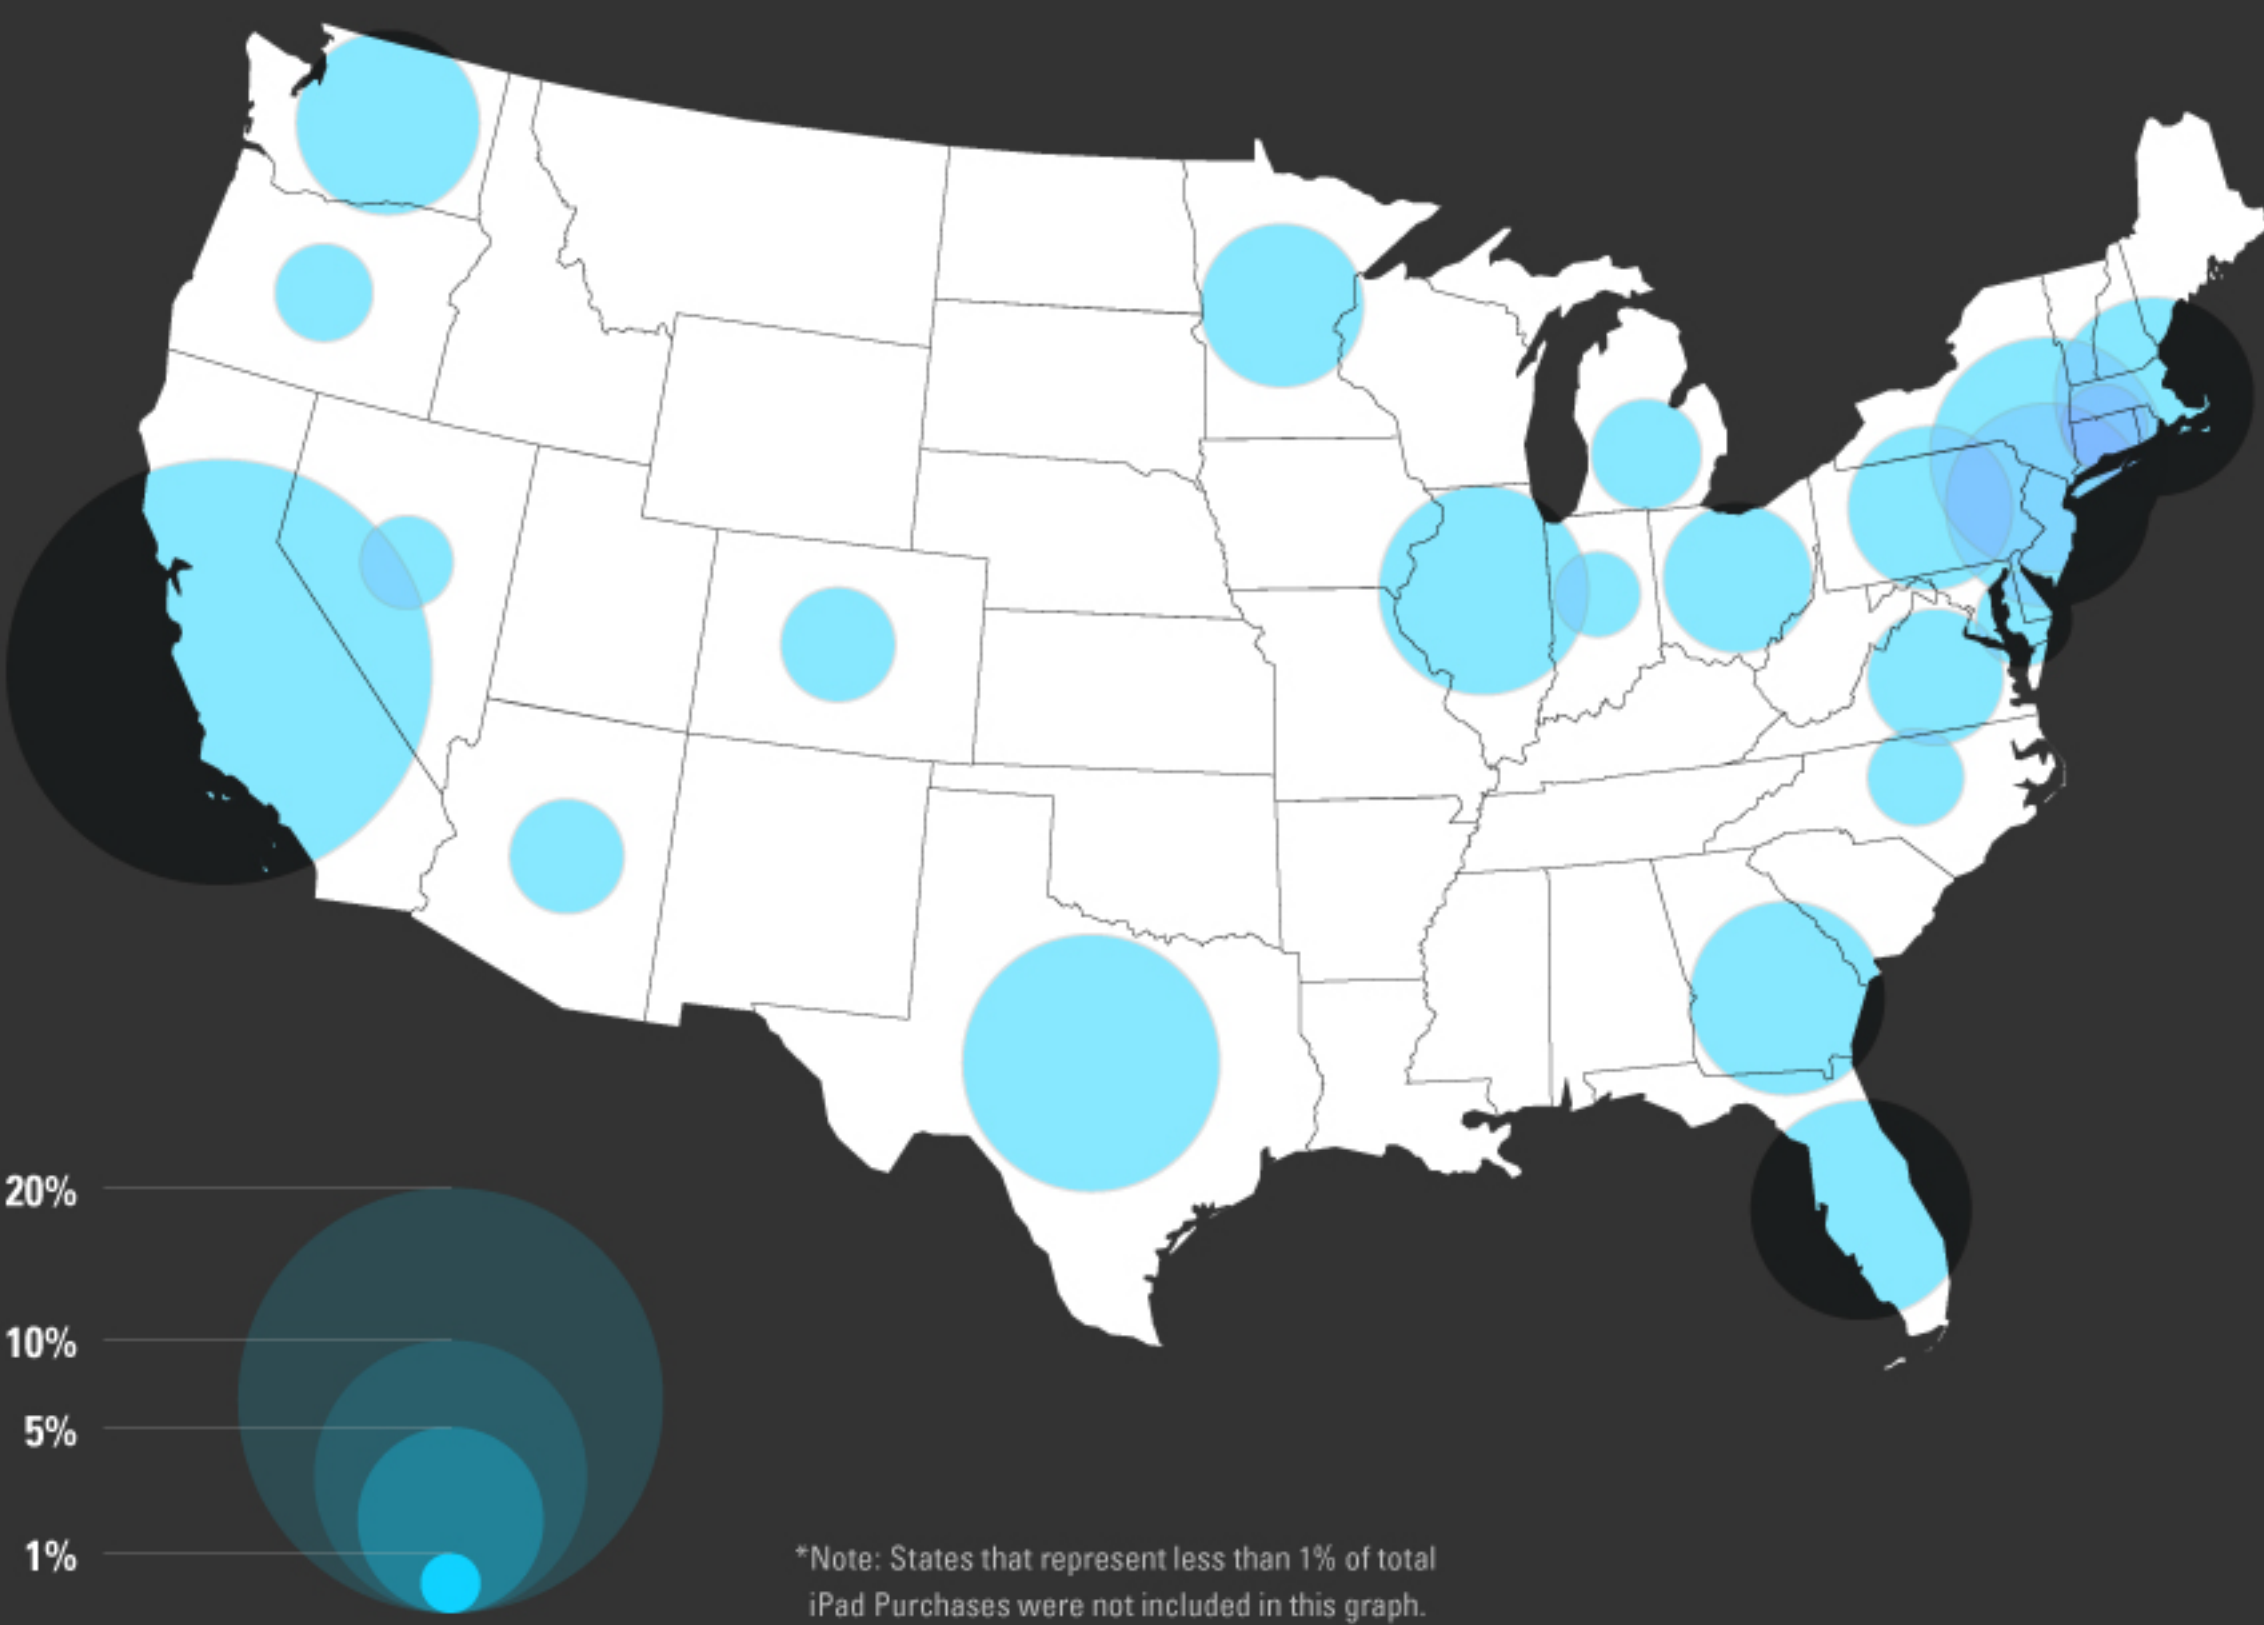 20%
10%
5%
1%
*Note: States that represent less than 1% of total
iPad Purchases were not included in this graph.